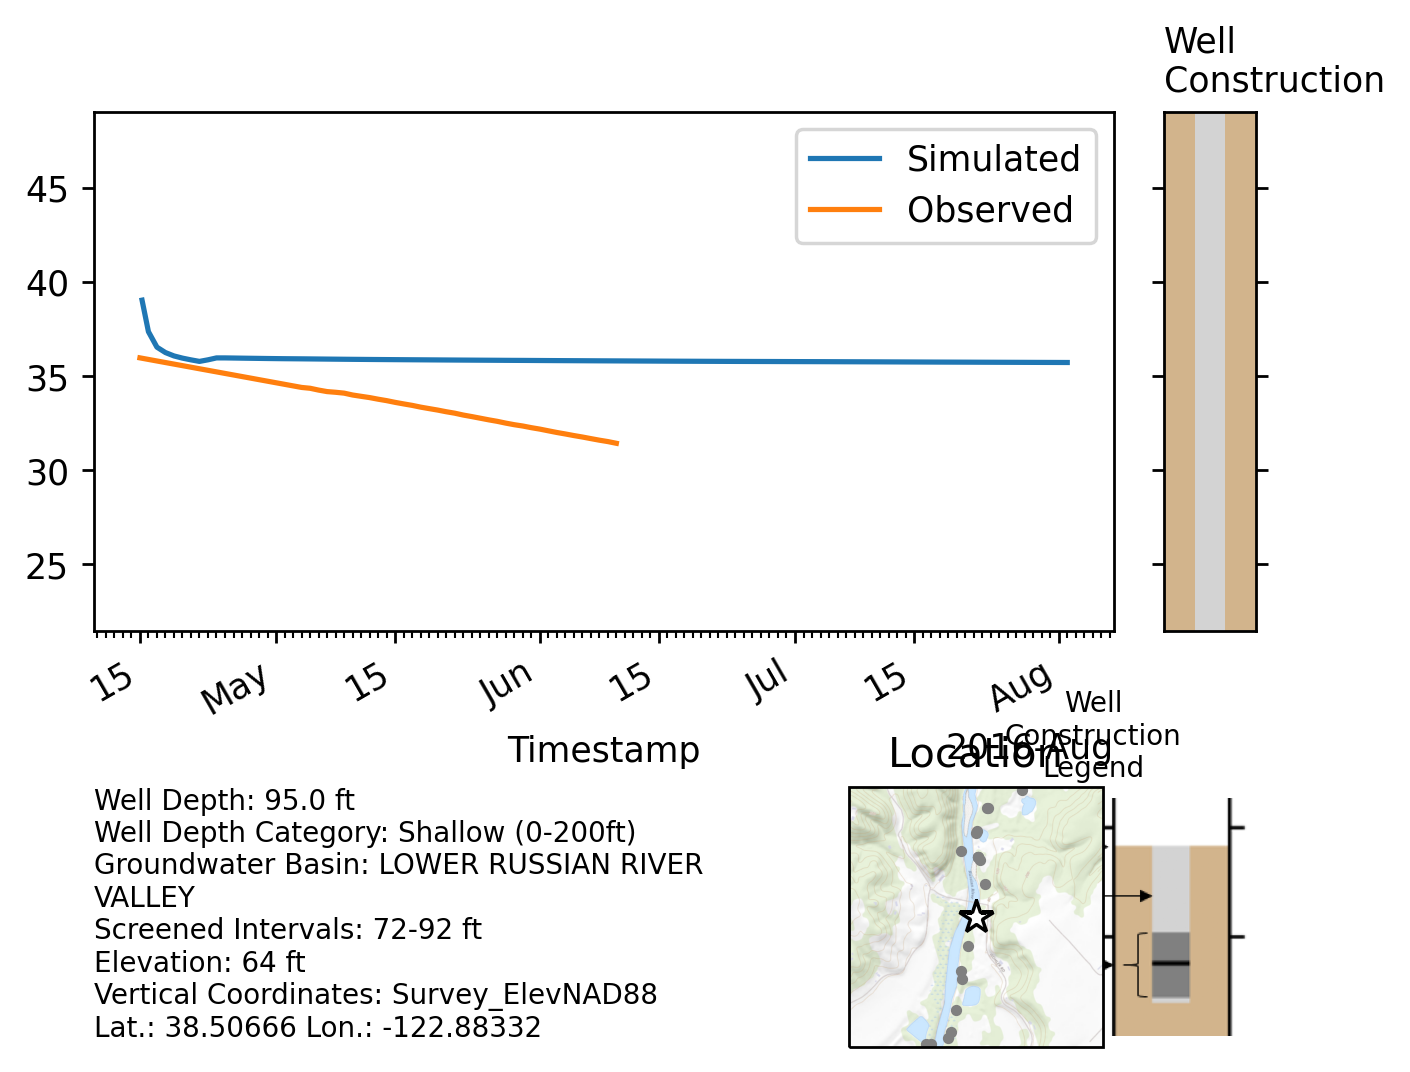 Well
Construction
Simulated
Observed
45
40
35
30
25
15
May
15
Jun
15
Jul
15
Aug
2016-Aug
Timestamp
Well
Construction
Legend
Location
Well Depth: 95.0 ft
Well Depth Category: Shallow (0-200ft)
Groundwater Basin: LOWER RUSSIAN RIVER
VALLEY
Screened Intervals: 72-92 ft
Elevation: 64 ft
Vertical Coordinates: Survey_ElevNAD88
Lat.: 38.50666 Lon.: -122.88332